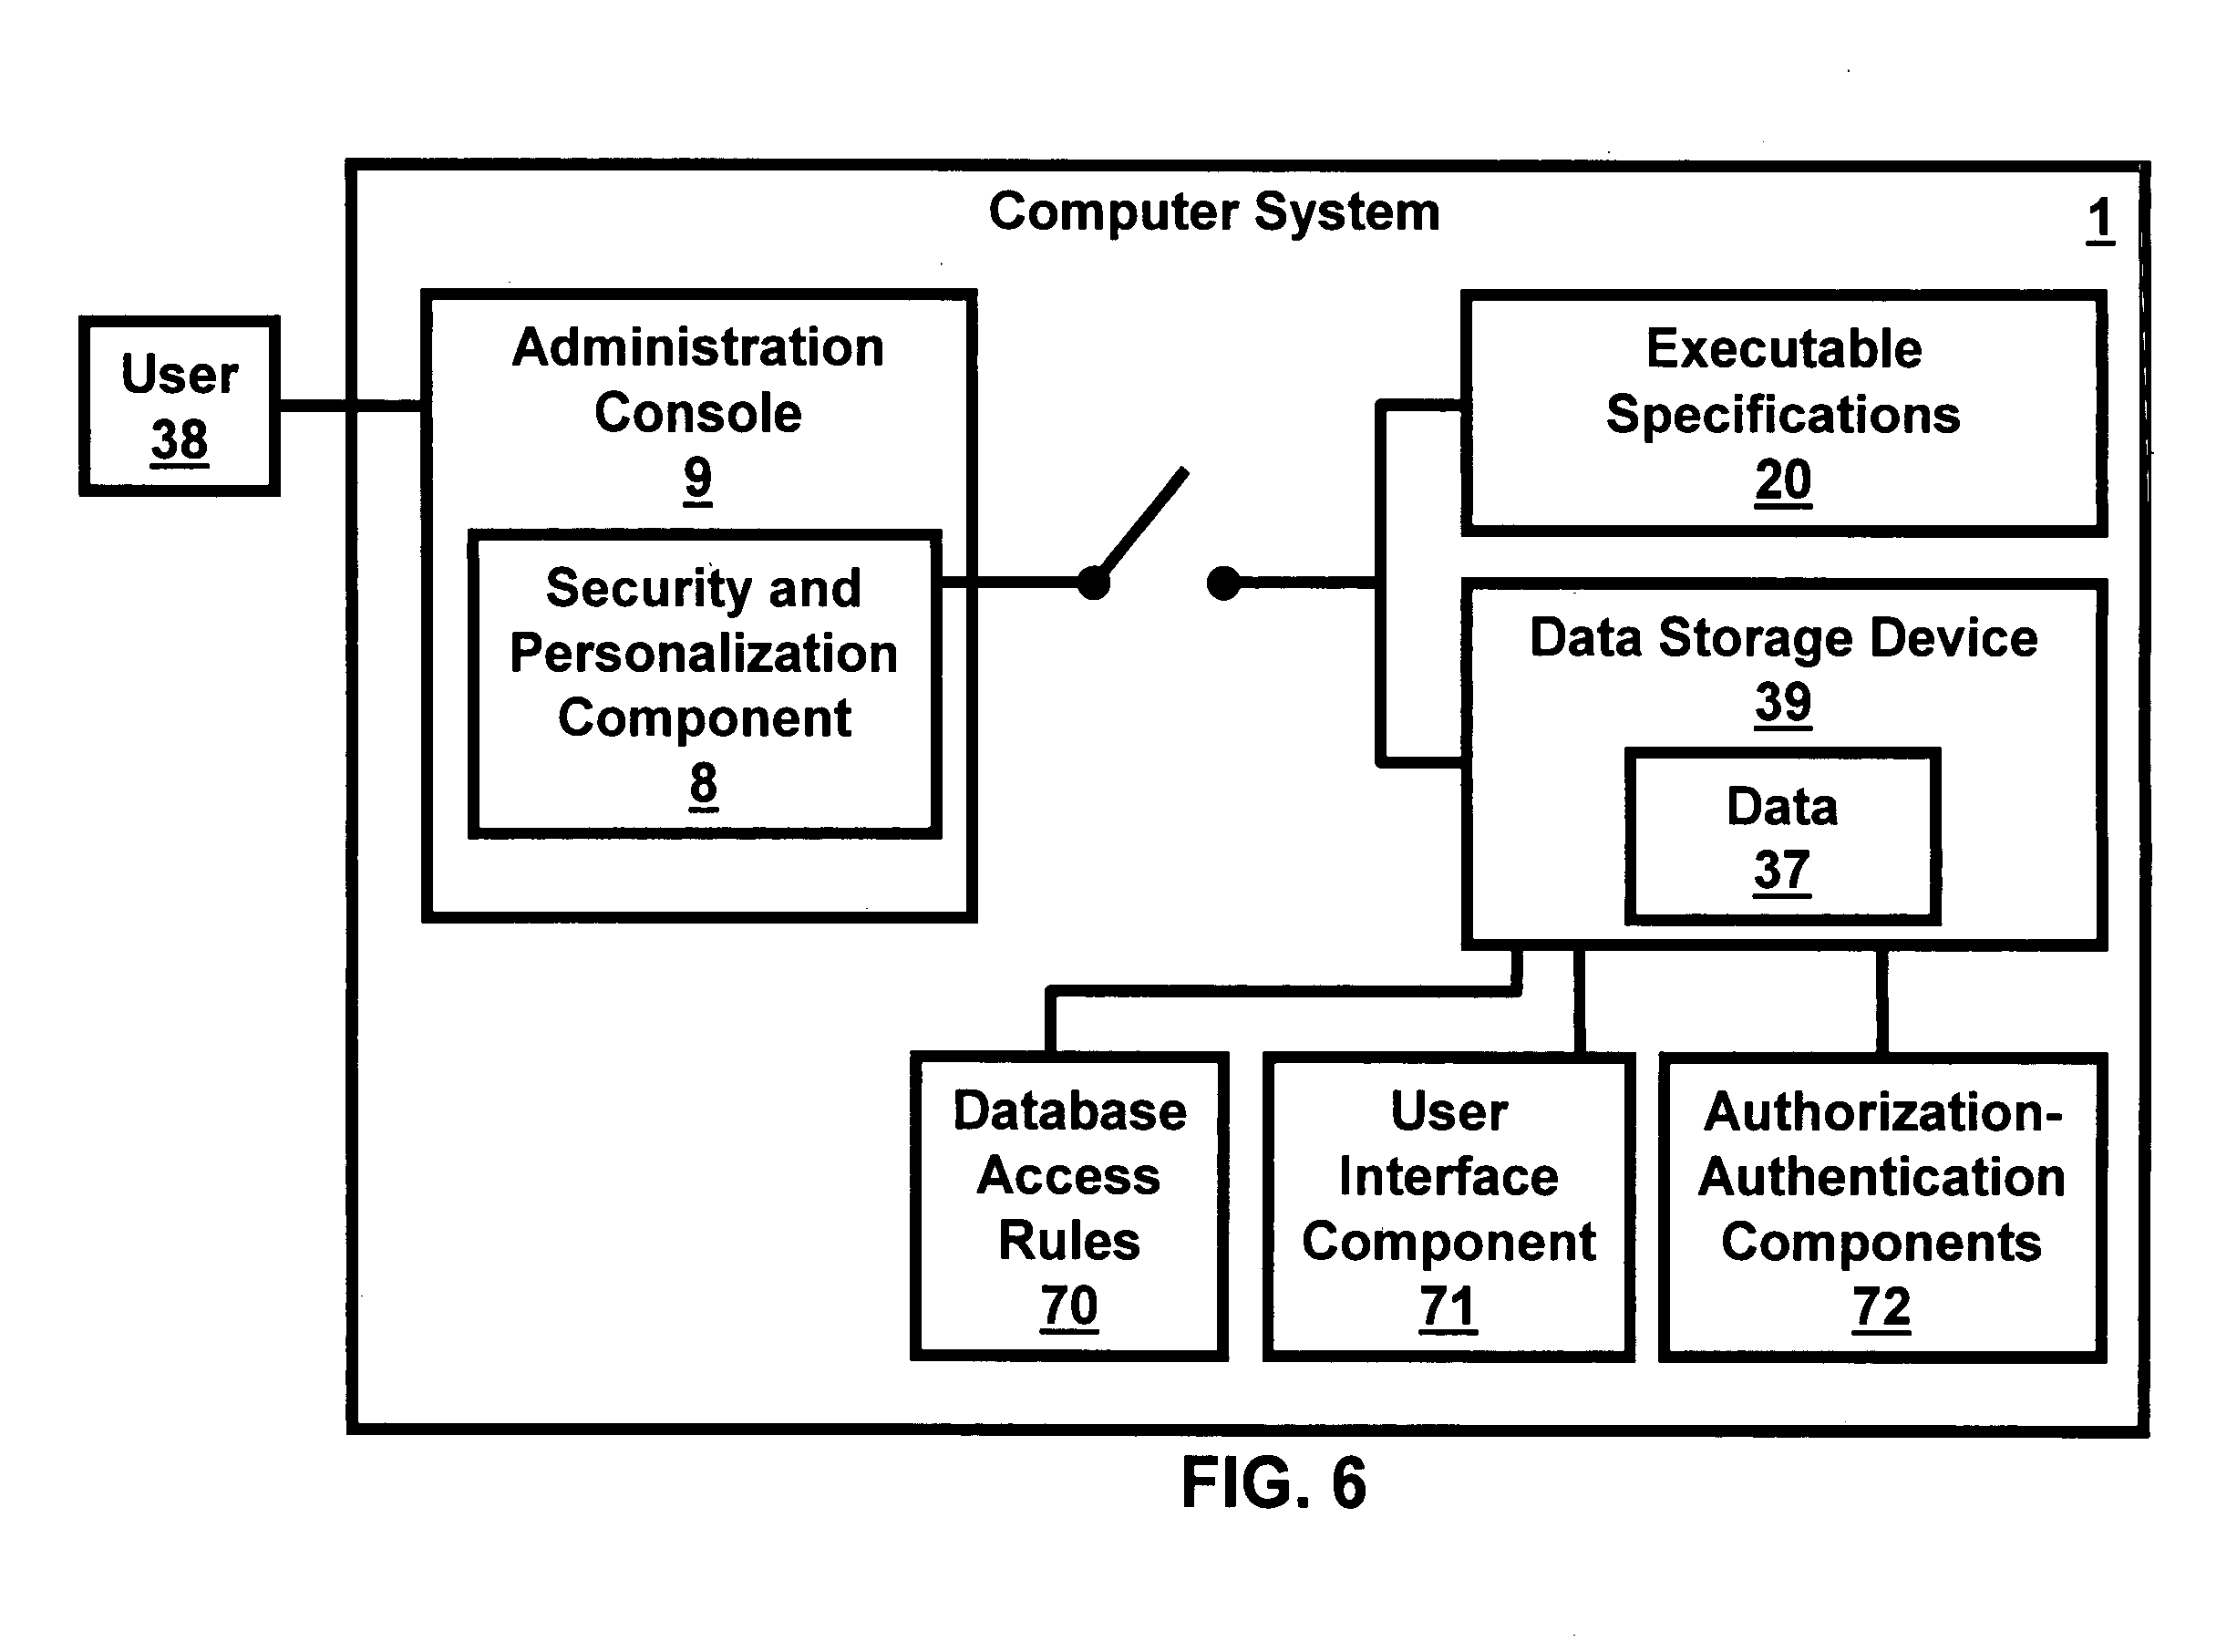 Computer System
1
User
38
Administration
Console
9
Security and
Personalization
Component
8
Executable
Specifications
20
Data Storage Device
39
Data
37
Database
Access
Rules
70
User
Interface
Component
71
Authorization-
Authentication
Components
72
FIG. 6